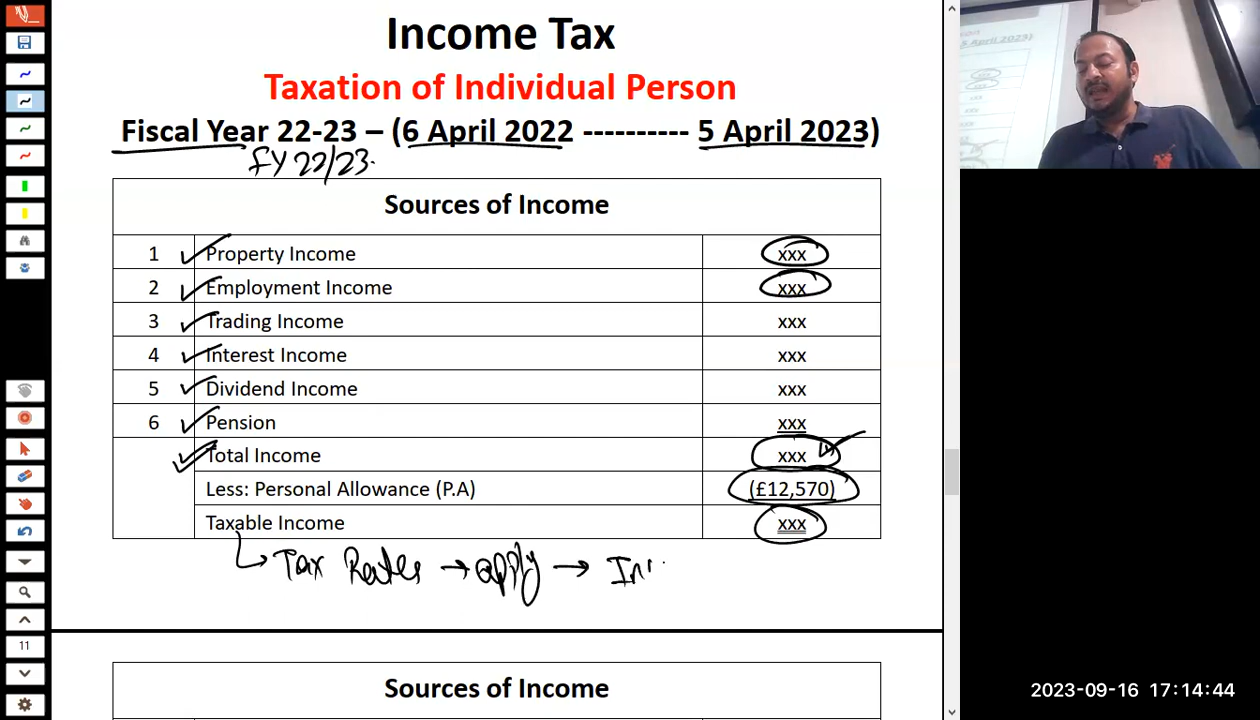 Income Tax
Taxation of Individual Person
Fiscal Year 22-23 – (6 April 2022 ---------- 5 April 2023)
FY 22/23.
Sources of Income
1 Property Income xxx
2 Employment Income xxx
3 Trading Income xxx
4 Interest Income xxx
5 Dividend Income xxx
6 Pension xxx
Total Income xxx
Less: Personal Allowance (P.A) (£12,570)
Taxable Income xxx
Tax Rates → apply →
Sources of Income
11
2023-09-16 17:14:44